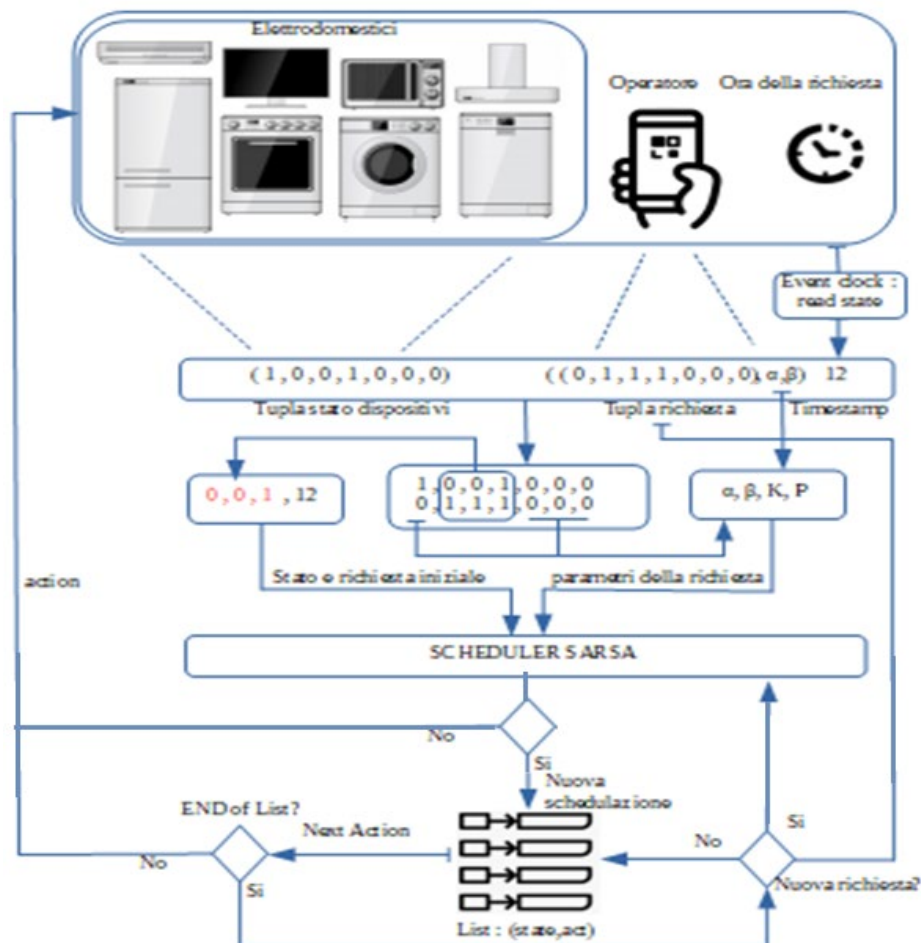 Elettrodomestici
Operatore
Ora della richiesta
Event clock :
read state
( 1 , 0 , 0 , 1 , 0 , 0 , 0 )
( ( 0 , 1 , 1 , 1 , 0 , 0 , 0 ) , α , β )
12
Tupla stato dispositivi
Tupla richiesta
Timestamp
0 , 0 , 1 , 12
1 , 0 , 0 , 1 , 0 , 0 , 0
0 , 1 , 1 , 1 , 0 , 0 , 0
α , β , K , P
action
Stato e richiesta iniziale
parametri della richiesta
SCHEDULER SARSA
No
Si
Nuova
schedulazione
END of List?
Next Action
No
Si
No
Si
Nuova richiesta?
List : (state,act)